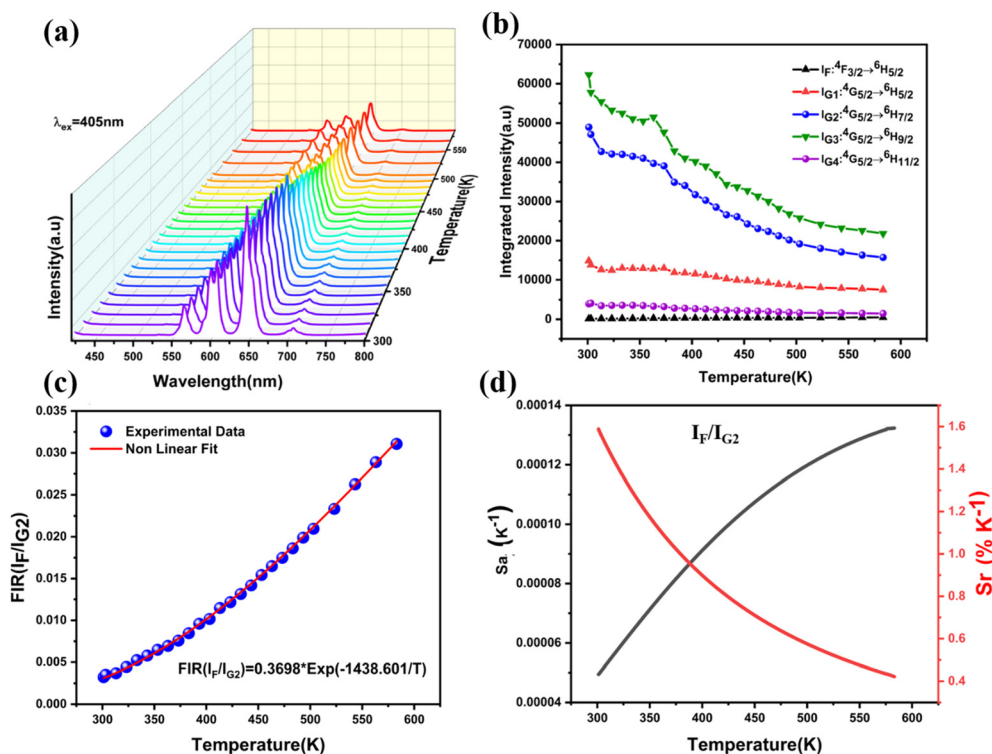 (a)
λex=405nm
Intensity(a.u)
450 500 550 600 650 700 750 800
Wavelength(nm)
300
350
400
450
500
550
Temperature(K)
(b)
70000
60000
50000
40000
30000
20000
10000
0
Integrated Intensity(a.u)
IF:4F3/2→6H5/2
IG1:4G5/2→6H5/2
IG2:4G5/2→6H7/2
IG3:4G5/2→6H9/2
IG4:4G5/2→6H11/2
300 350 400 450 500 550 600
Temperature(K)
(c)
0.035
0.030
0.025
0.020
0.015
0.010
0.005
0.000
FIR(IF/IG2)
Experimental Data
Non Linear Fit
FIR(IF/IG2)=0.3698*Exp(-1438.601/T)
300 350 400 450 500 550 600
Temperature(K)
(d)
0.00014
0.00012
0.00010
0.00008
0.00006
0.00004
Sa (K-1)
IF/IG2
1.6
1.4
1.2
1.0
0.8
0.6
0.4
Sr (% K-1)
300 350 400 450 500 550 600
Temperature(K)